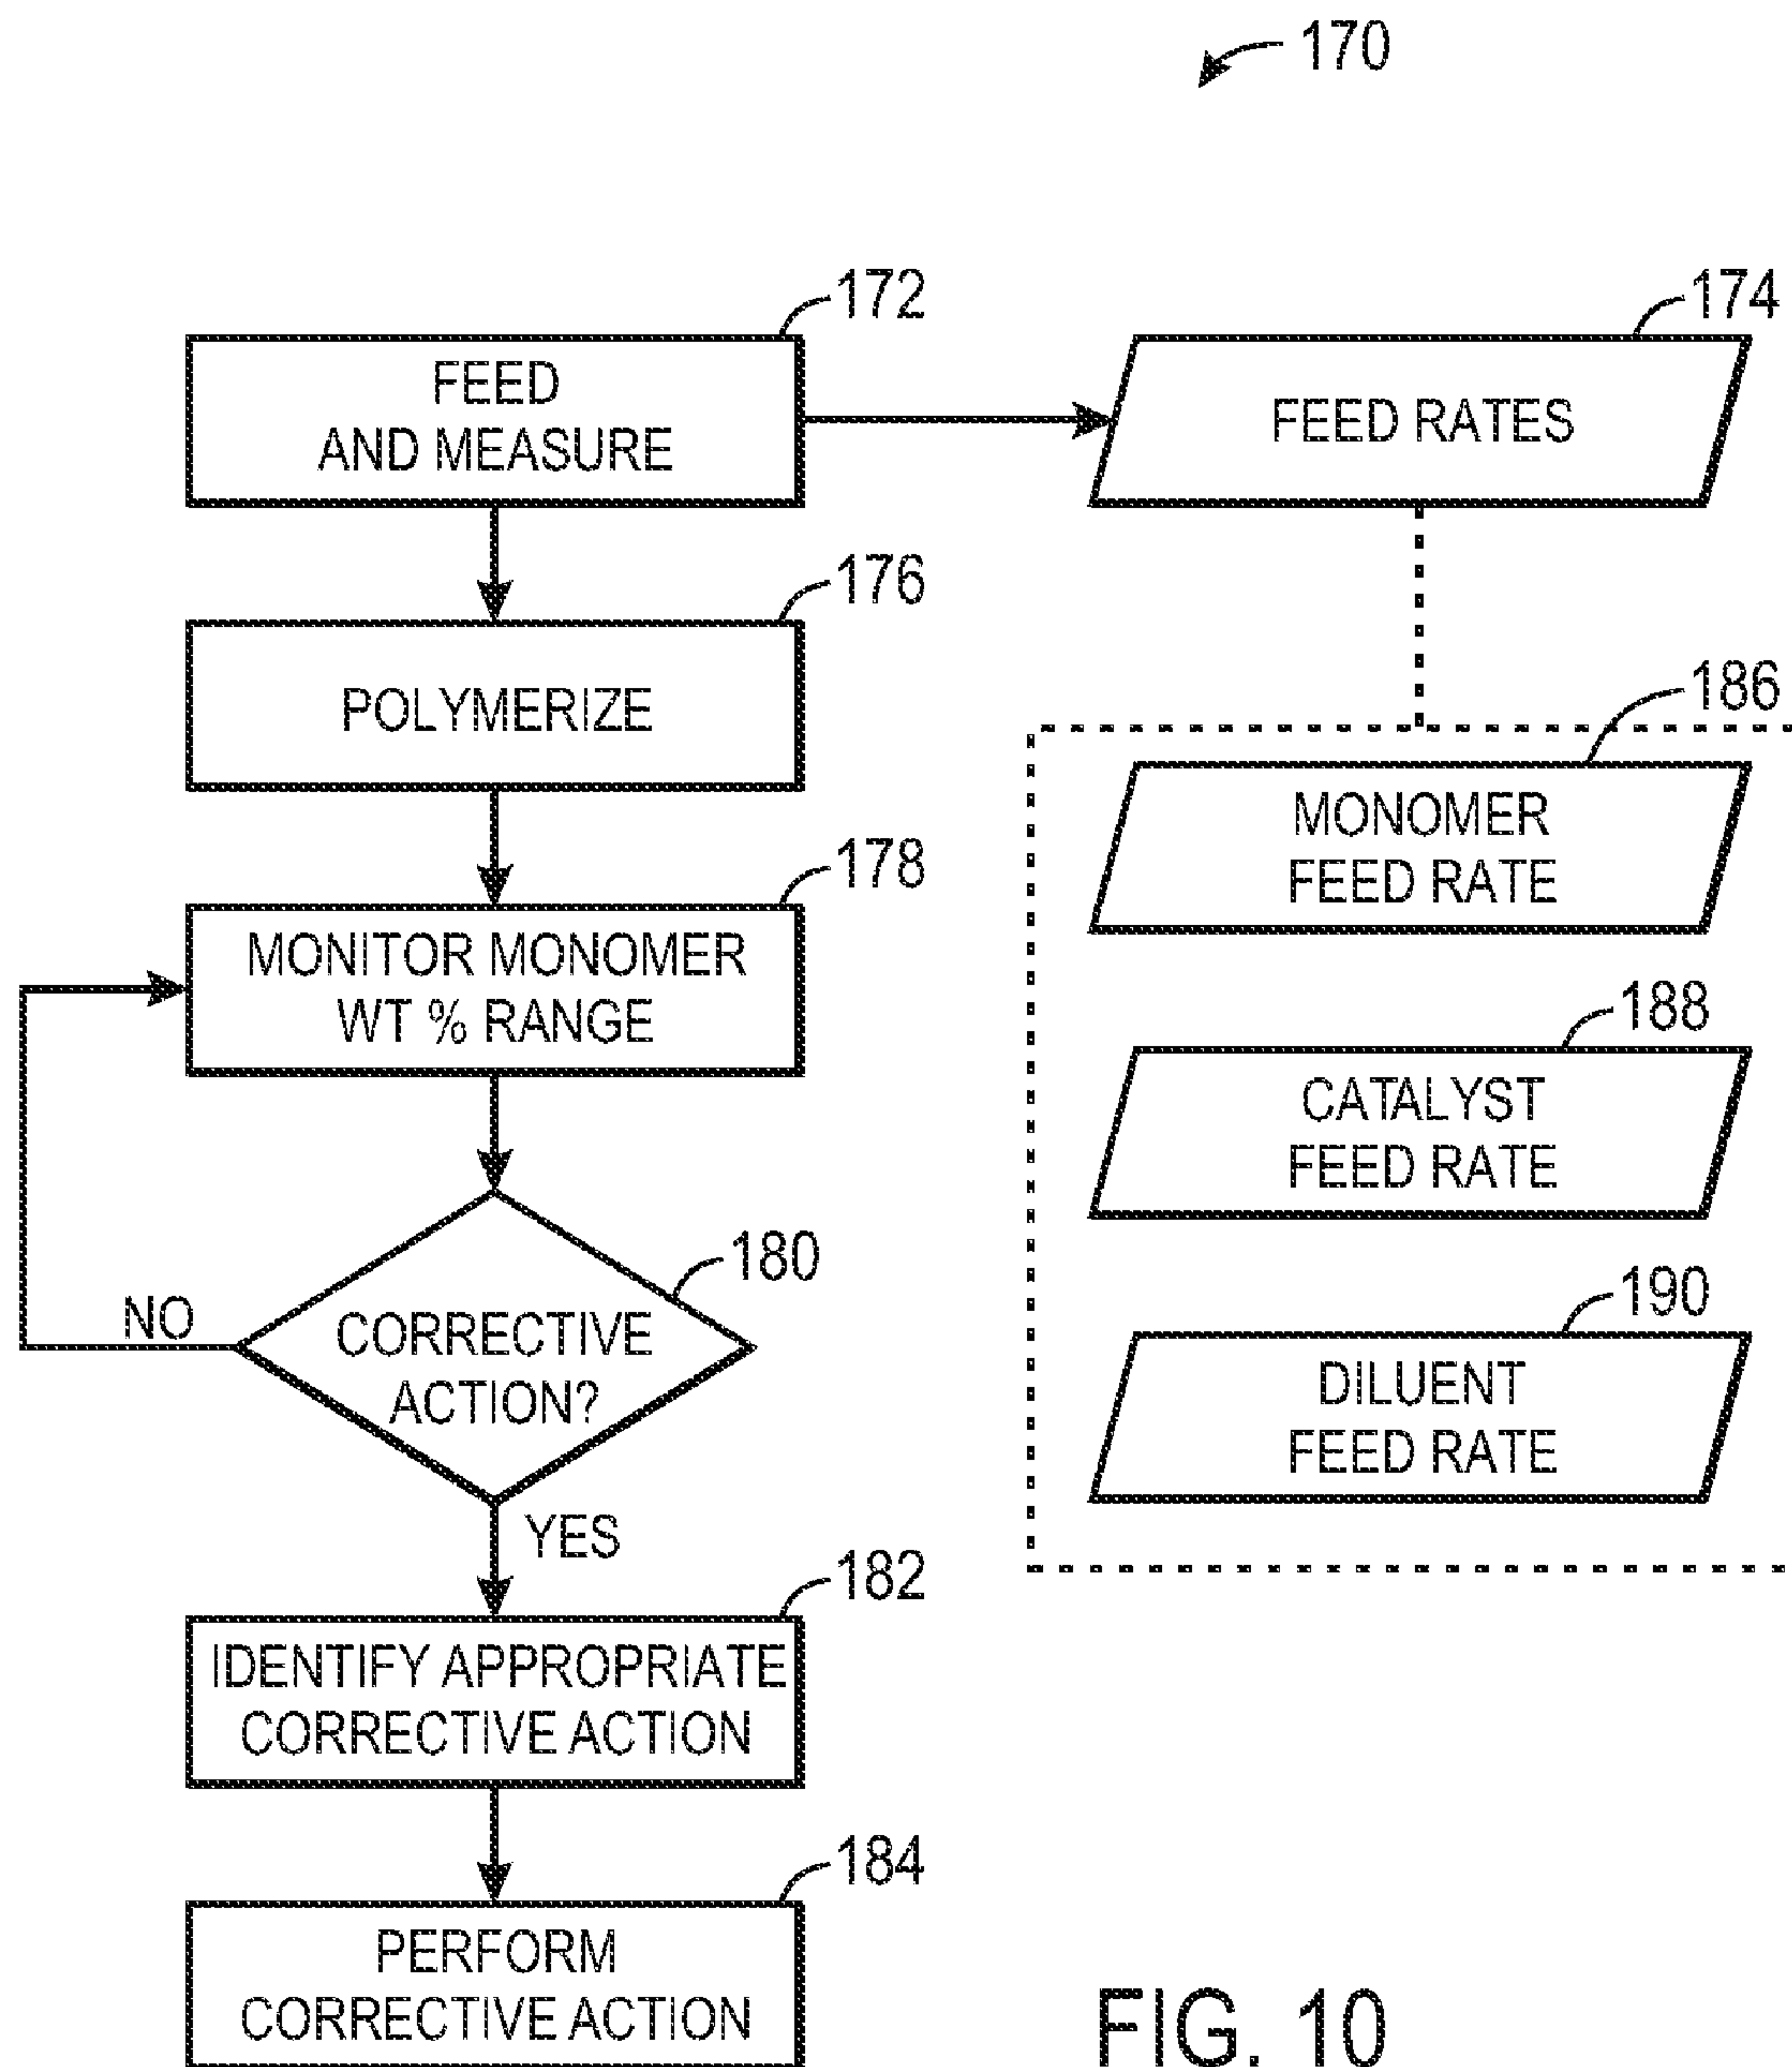 170
172
FEED
AND MEASURE
174
FEED RATES
176
POLYMERIZE
178
MONITOR MONOMER
WT % RANGE
180
CORRECTIVE
ACTION?
NO
YES
182
IDENTIFY APPROPRIATE
CORRECTIVE ACTION
184
PERFORM
CORRECTIVE ACTION
186
MONOMER
FEED RATE
188
CATALYST
FEED RATE
190
DILUENT
FEED RATE
FIG. 10